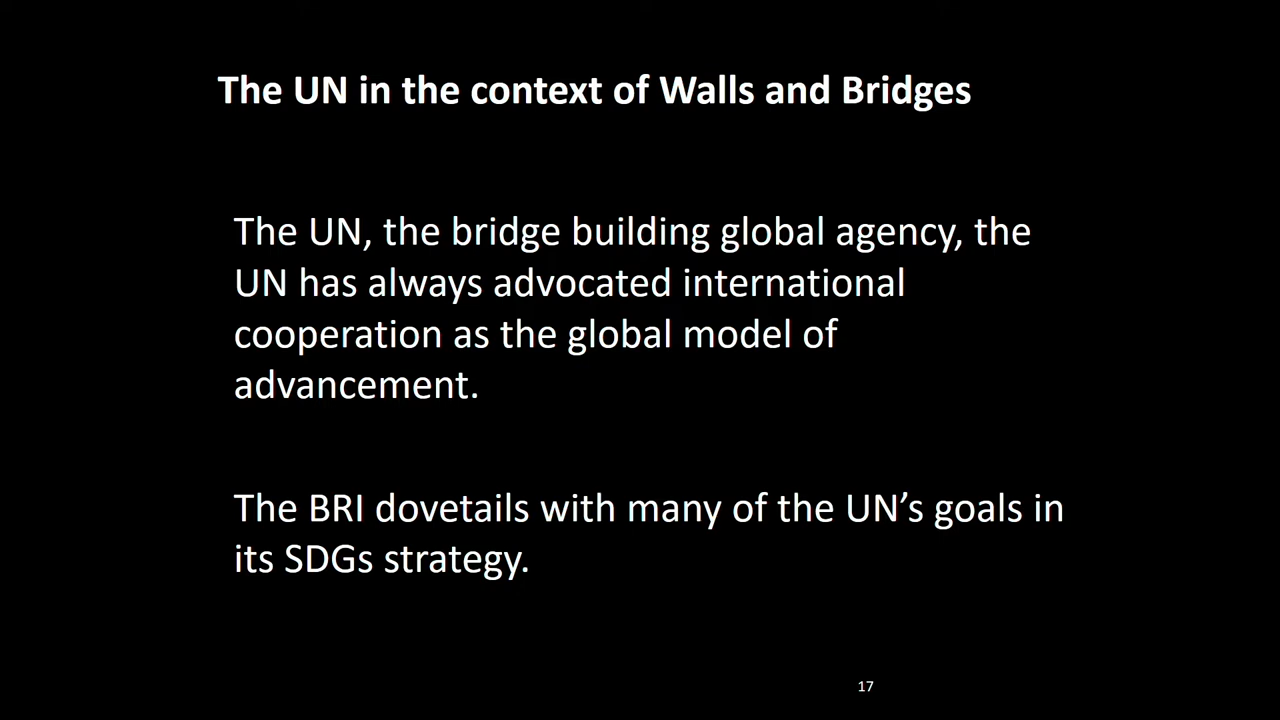 The UN in the context of Walls and Bridges
The UN, the bridge building global agency, the
UN has always advocated international
cooperation as the global model of
advancement.
The BRI dovetails with many of the UN’s goals in
its SDGs strategy.
17